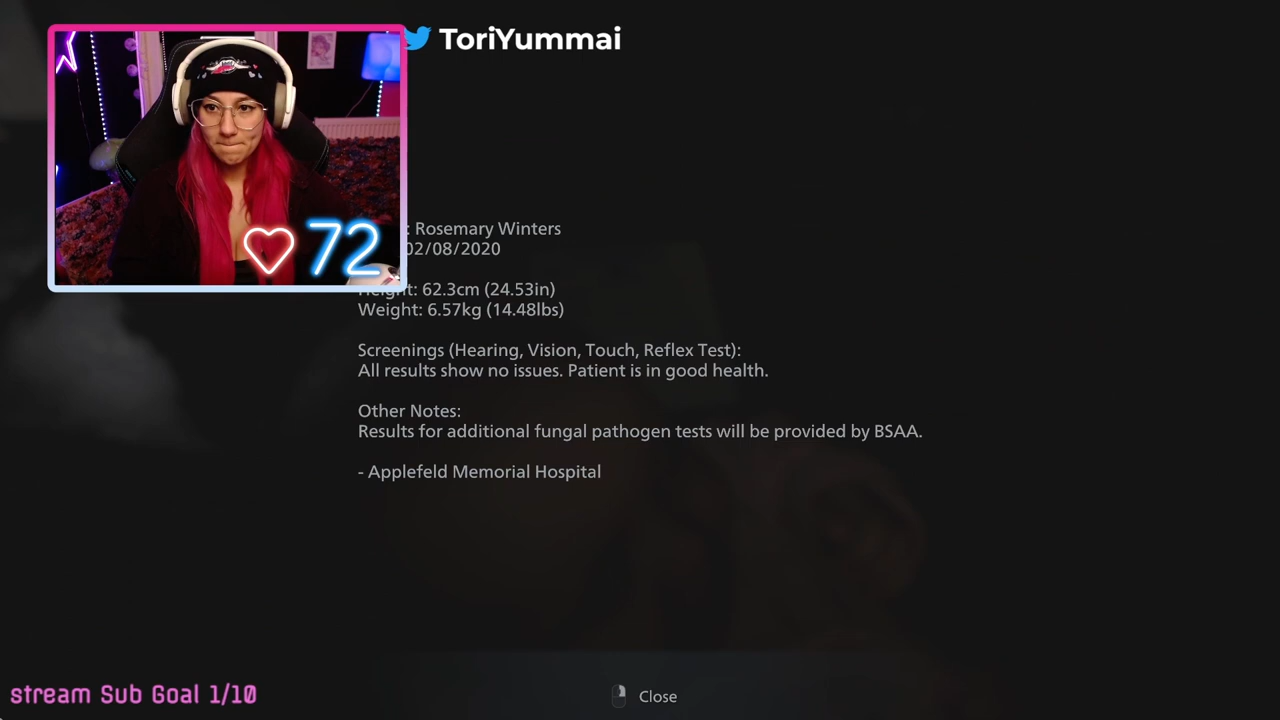 ToriYummai
72
: Rosemary Winters
02/08/2020
Height: 62.3cm (24.53in)
Weight: 6.57kg (14.48lbs)
Screenings (Hearing, Vision, Touch, Reflex Test):
All results show no issues. Patient is in good health.
Other Notes:
Results for additional fungal pathogen tests will be provided by BSAA.
- Applefeld Memorial Hospital
stream Sub Goal 1/10
Close